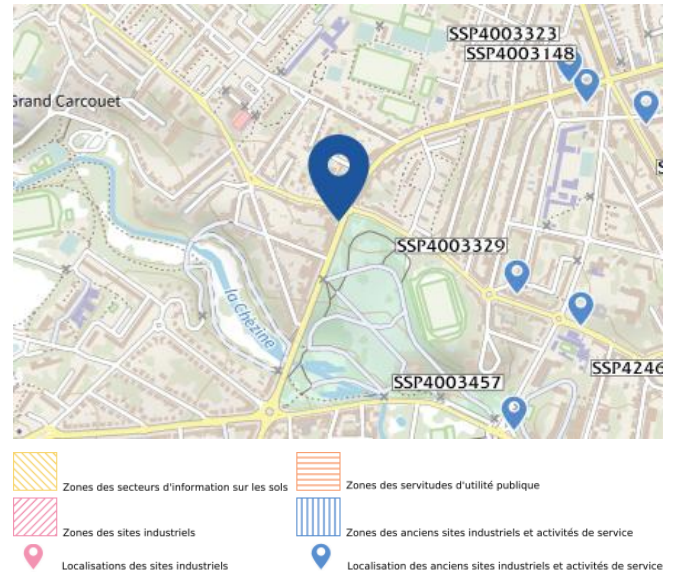 SSP4003323
SSP4003148
Grand Carcouet
SSP4003329
la Chézine
SSP4246
SSP4003457
Zones des secteurs d'information sur les sols
Zones des servitudes d'utilité publique
Zones des sites industriels
Zones des anciens sites industriels et activités de service
Localisations des sites industriels
Localisation des anciens sites industriels et activités de service